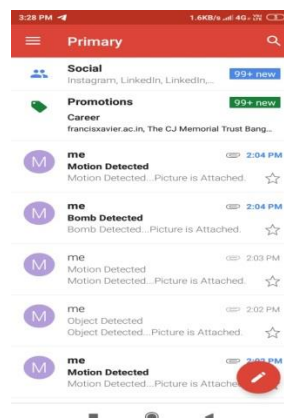 3:28 PM 1.6KB/s 4G
Primary
Social
Instagram, LinkedIn, LinkedIn,...
99+ new
Promotions
99+ new
Career
francisxavier.ac.in, The CJ Memorial Trust Bang...
M
me
2:04 PM
Motion Detected
Motion Detected...Picture is Attached.
M
me
2:04 PM
Bomb Detected
Bomb Detected...Picture is Attached.
M
me
2:03 PM
Motion Detected
Motion Detected...Picture is Attached.
M
me
2:02 PM
Object Detected
Object Detected...Picture is Attached.
M
me
Motion Detected
Motion Detected...Picture is Attached